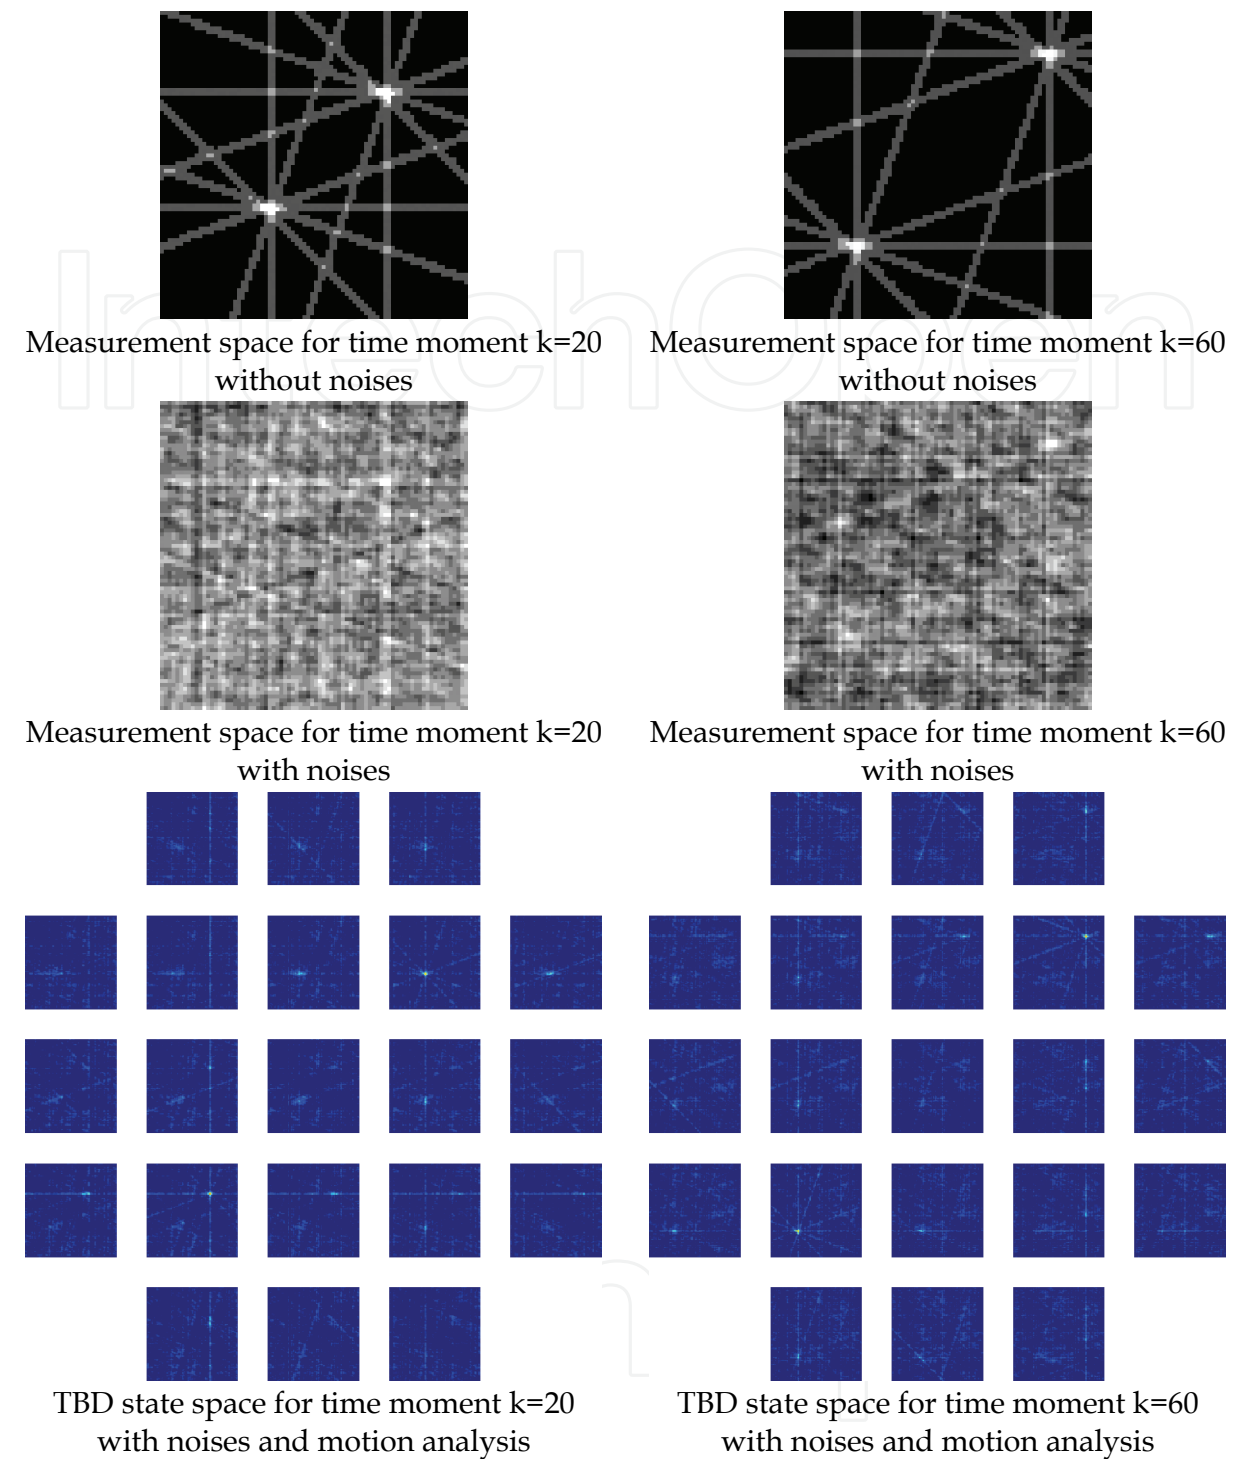 Measurement space for time moment k=20
without noises
Measurement space for time moment k=60
without noises
IntechOpen
Measurement space for time moment k=20
with noises
Measurement space for time moment k=60
with noises
TBD state space for time moment k=20
with noises and motion analysis
TBD state space for time moment k=60
with noises and motion analysis